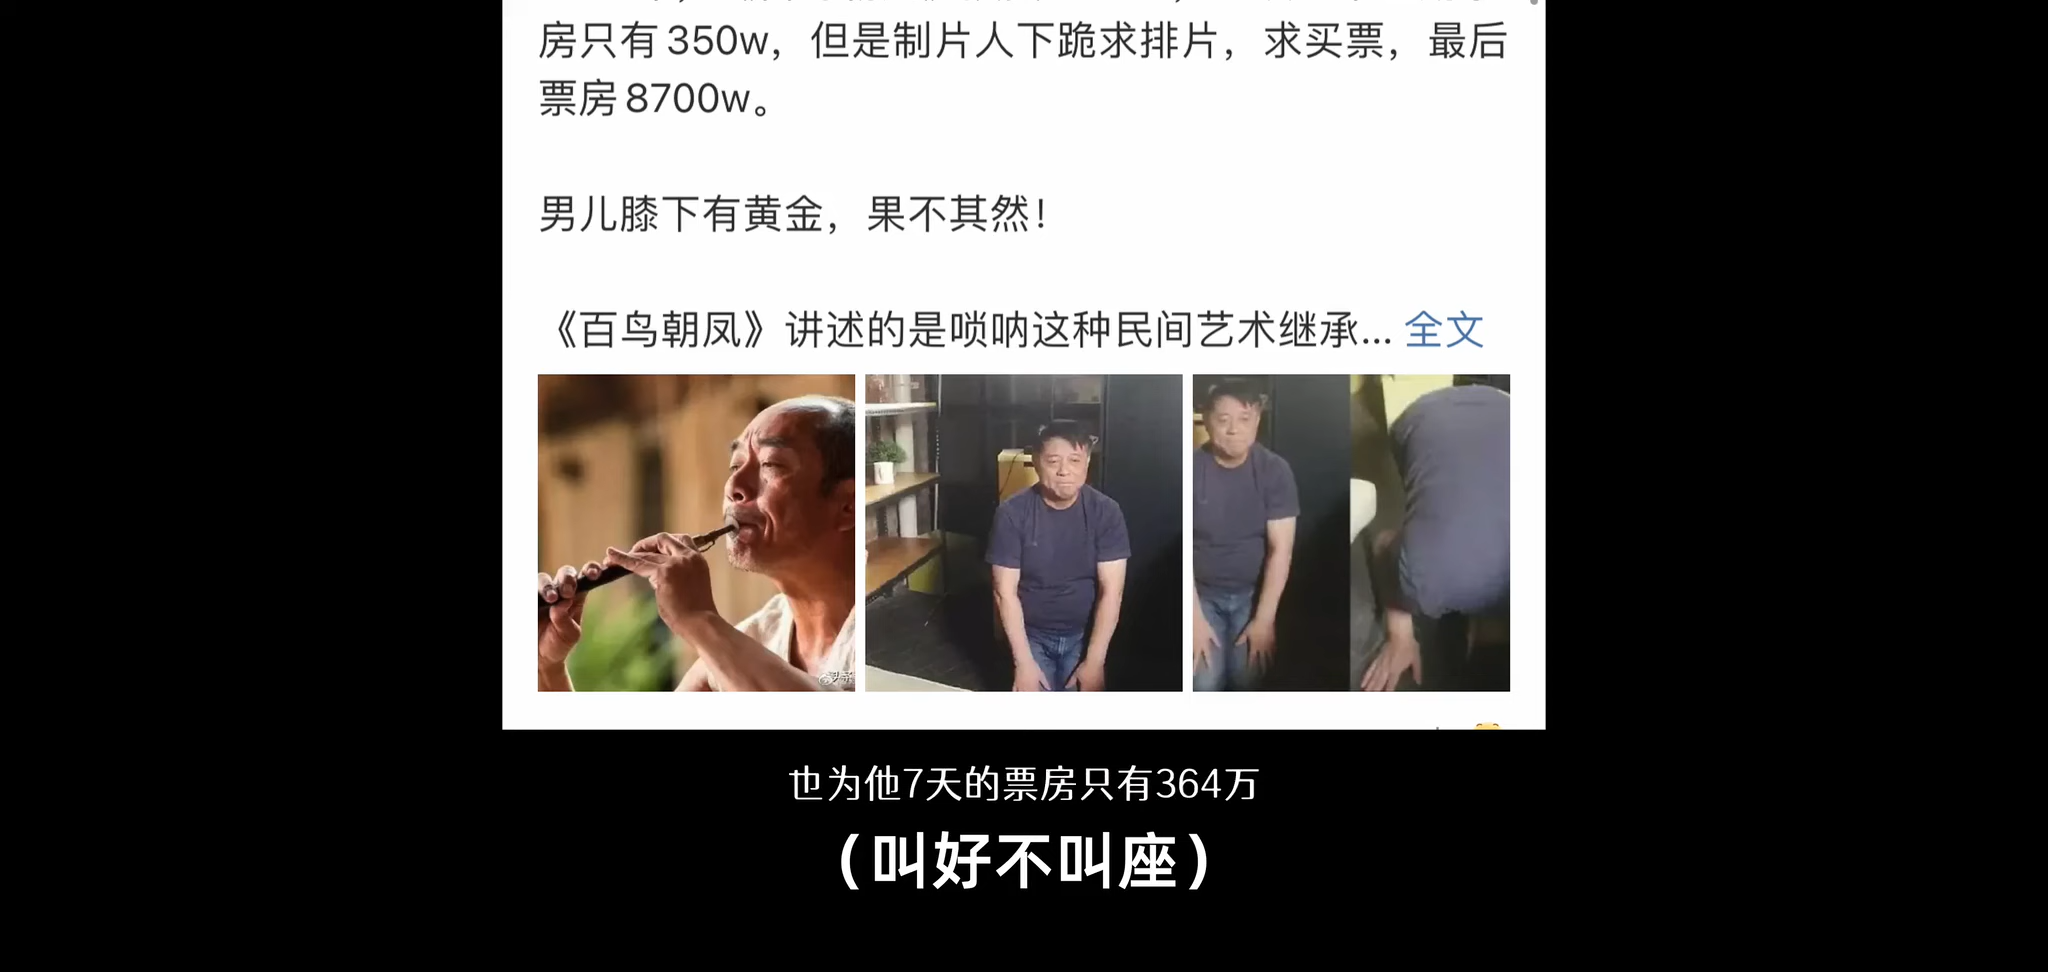 房只有350w，但是制片人下跪求排片，求买票，最后
票房8700w。
男儿膝下有黄金，果不其然！
《百鸟朝凤》讲述的是唢呐这种民间艺术继承... 全文
也为他7天的票房只有364万
（叫好不叫座）